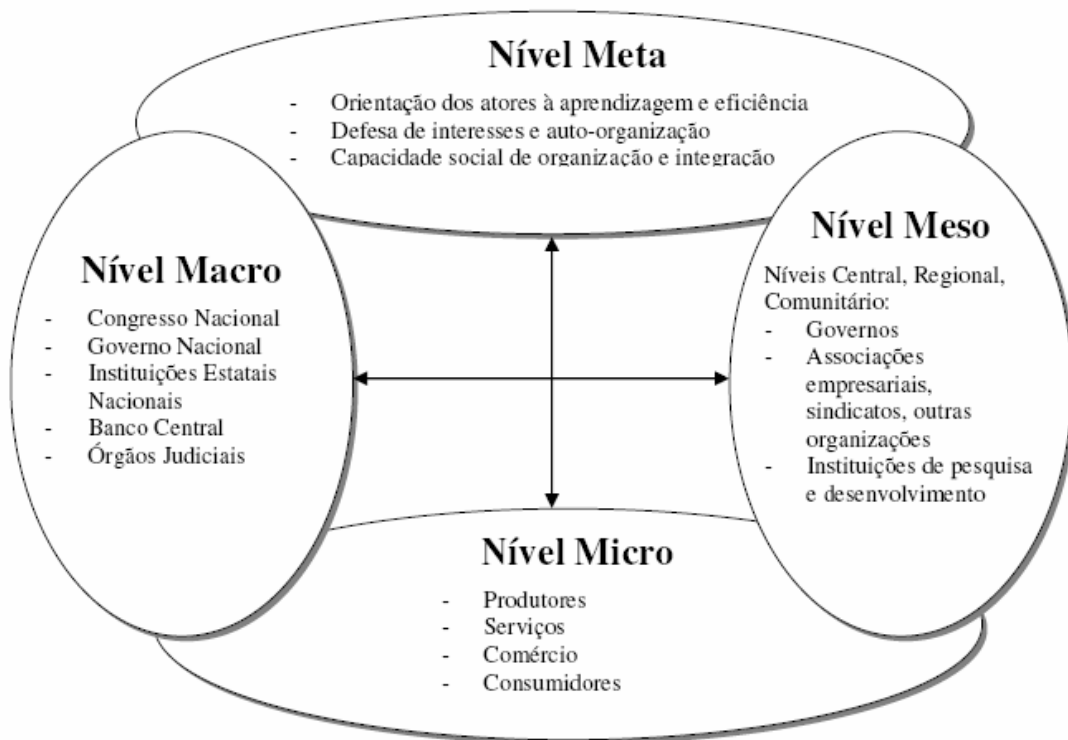 Nível Meta
- Orientação dos atores à aprendizagem e eficiência
- Defesa de interesses e auto-organização
- Capacidade social de organização e integração
Nível Macro
- Congresso Nacional
- Governo Nacional
- Instituições Estatais
Nacionais
- Banco Central
- Órgãos Judiciais
Nível Meso
Níveis Central, Regional,
Comunitário:
- Governos
- Associações
empresariais,
sindicatos, outras
organizações
- Instituições de pesquisa
e desenvolvimento
Nível Micro
- Produtores
- Serviços
- Comércio
- Consumidores